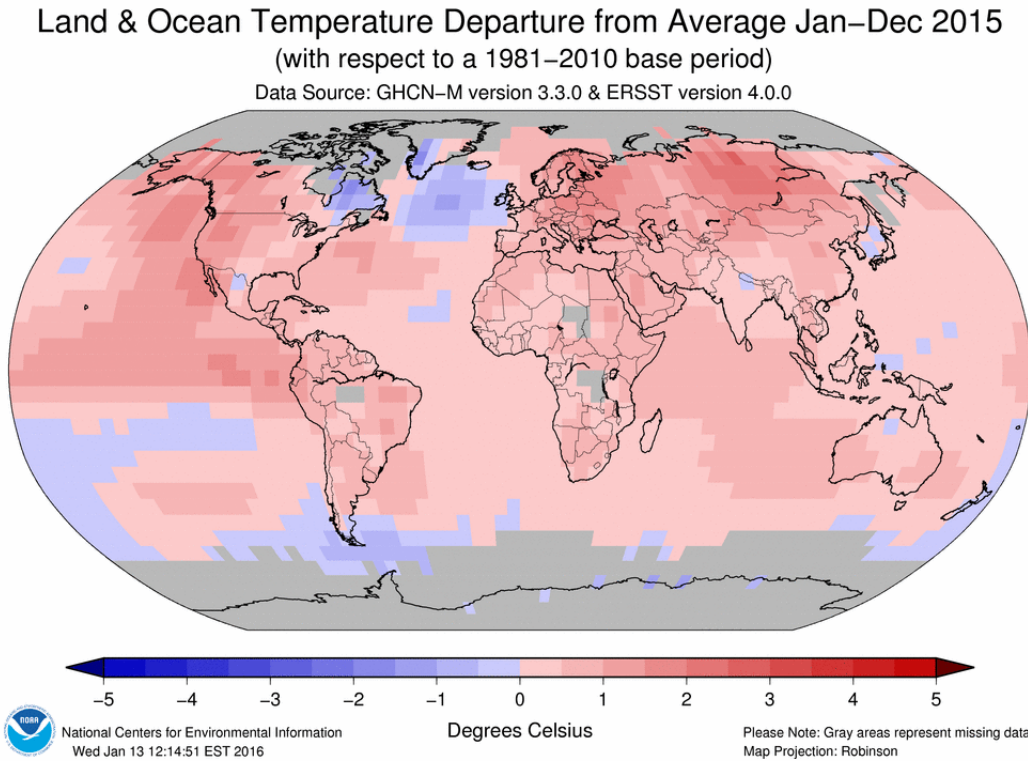 Land & Ocean Temperature Departure from Average Jan–Dec 2015
(with respect to a 1981–2010 base period)
Data Source: GHCN–M version 3.3.0 & ERSST version 4.0.0
−5 −4 −3 −2 −1 0 1 2 3 4 5
Degrees Celsius
NOAA
National Centers for Environmental Information
Wed Jan 13 12:14:51 EST 2016
Please Note: Gray areas represent missing data
Map Projection: Robinson